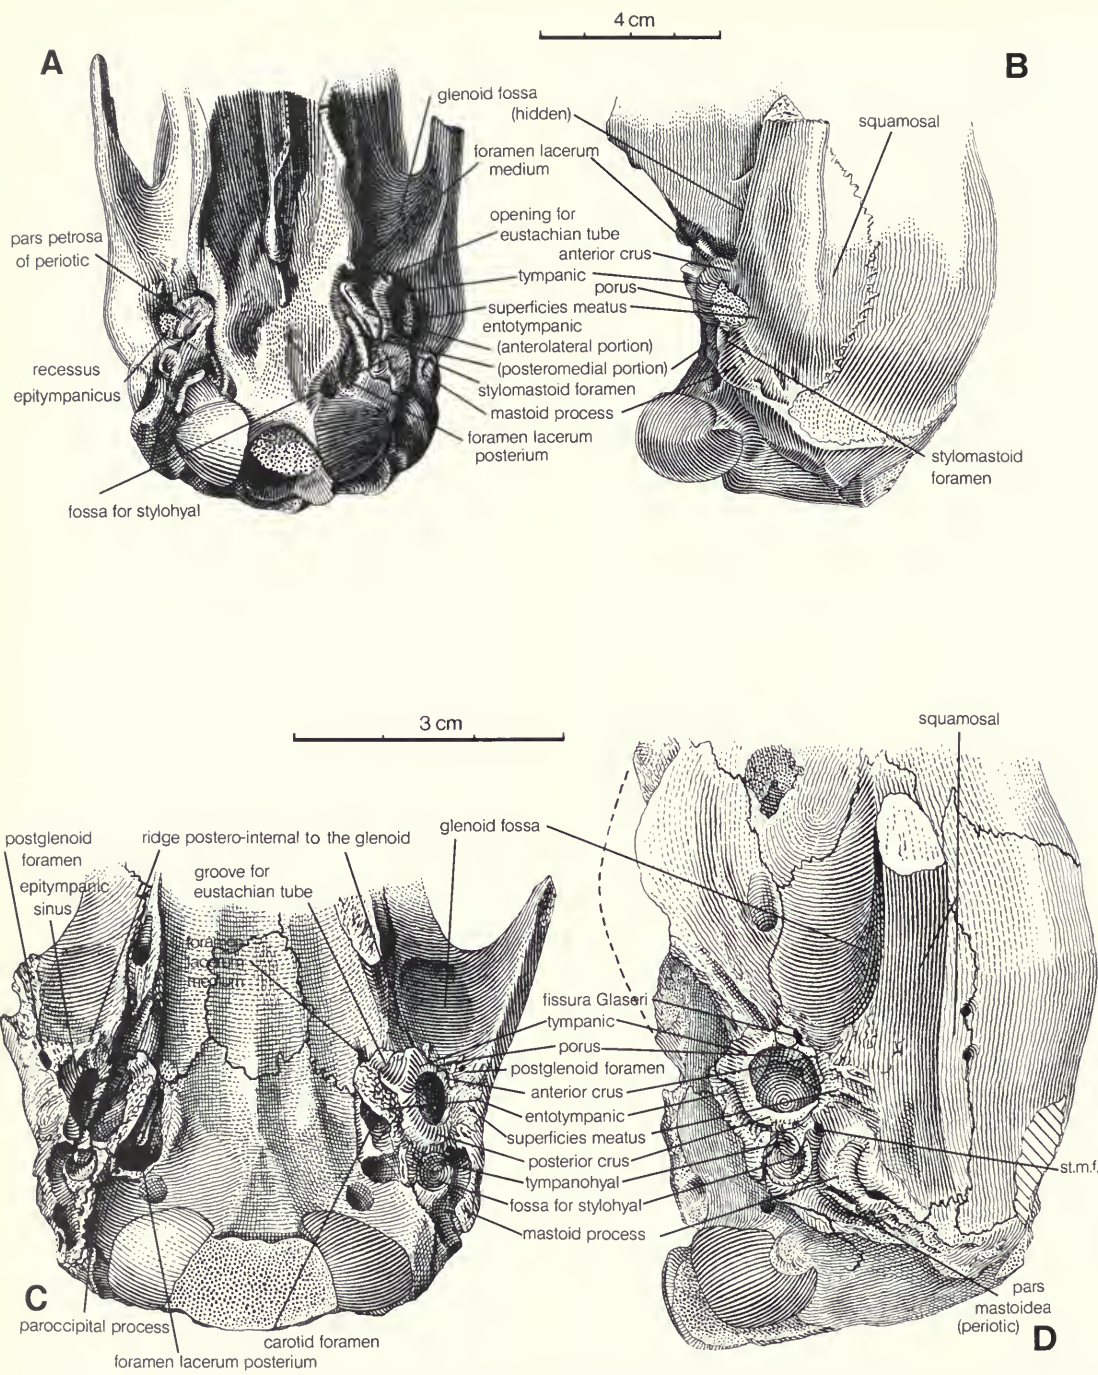 4 cm
A
B
glenoid fossa
(hidden)
squamosal
foramen lacerum
medium
opening for
eustachian tube
anterior crus
pars petrosa
of periotic
tympanic
porus
superficies meatus
entotympanic
(anterolateral portion)
(posteromedial portion)
recessus
epitympanicus
stylomastoid foramen
mastoid process
foramen lacerum
posterium
stylomastoid
foramen
fossa for stylohyal
3 cm
squamosal
postglenoid
foramen
epitympanic
sinus
ridge postero-internal to the glenoid
groove for
eustachian tube
glenoid fossa
foramen
lacerum
medium
fissura Glaseri
tympanic
porus
postglenoid foramen
anterior crus
entotympanic
superficies meatus
posterior crus
tympanohyal
fossa for stylohyal
mastoid process
st.m.f.
C
paroccipital process
carotid foramen
foramen lacerum posterium
pars
mastoidea
(periotic)
D